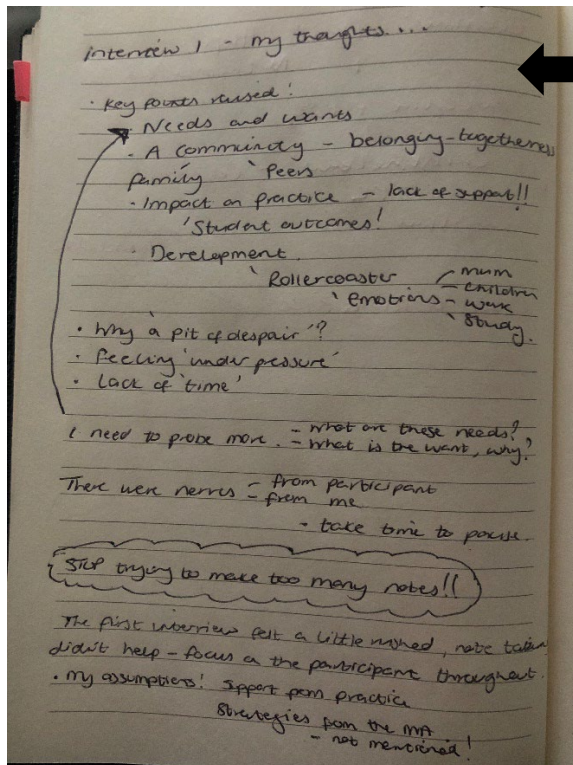 interview 1 - my thoughts...
• Key points raised!
• Needs and wants
• A community - belonging - togetherness
family ' Peers
• Impact on practice - lack of support!!
' Student outcomes!
• Development
' Rollercoaster - mum
' emotions - children
- work
' study.
• Why 'a pit of despair'?
• Feeling 'under pressure'
• Lack of 'time'
I need to probe more. - What are these needs?
- What is the want, why?
There were nerves - from participant
- from me
- take time to pause.
STOP trying to make too many notes!!
The first interview felt a little rushed, note taking
didn't help - focus on the participant throughout.
• My assumptions! Support from practice
Strategies from the MA
- not mentioned!